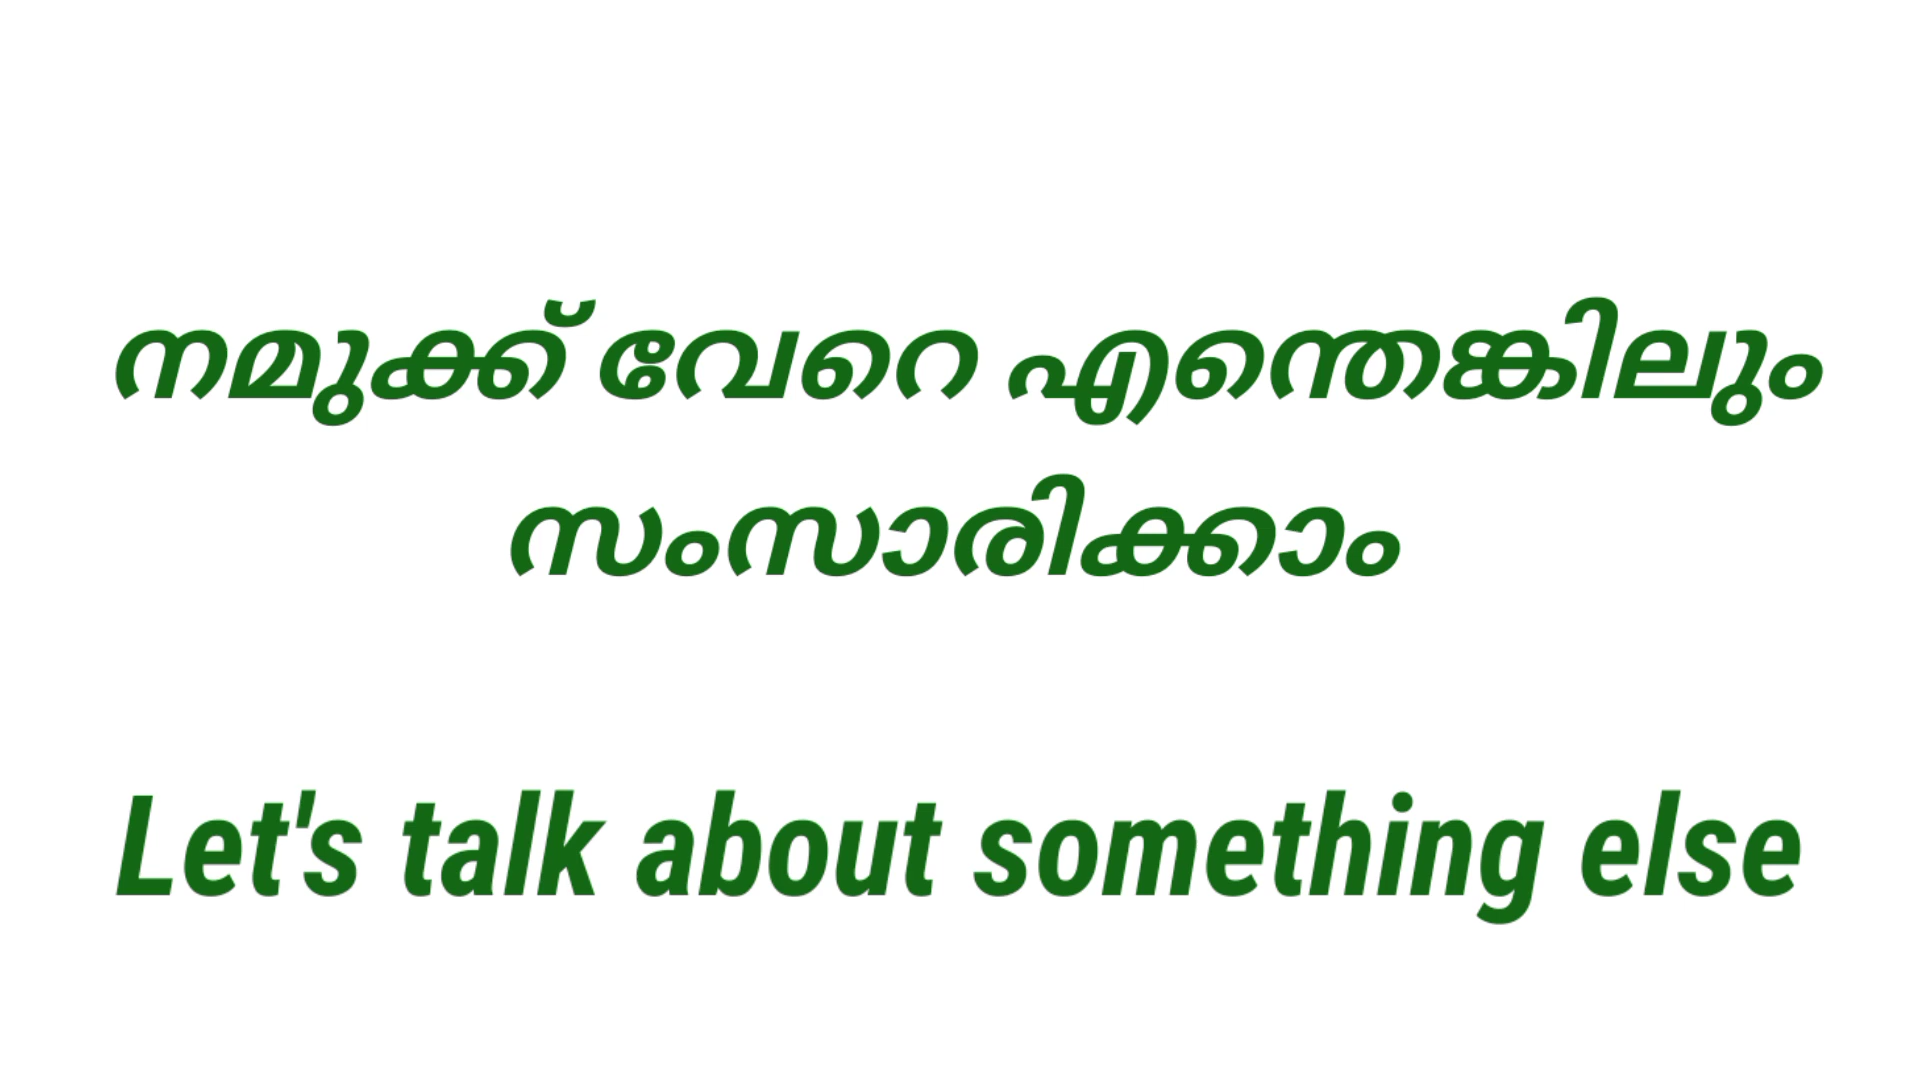 നമുക്ക് വേറെ എന്തെങ്കിലും
സംസാരിക്കാം
Let's talk about something else